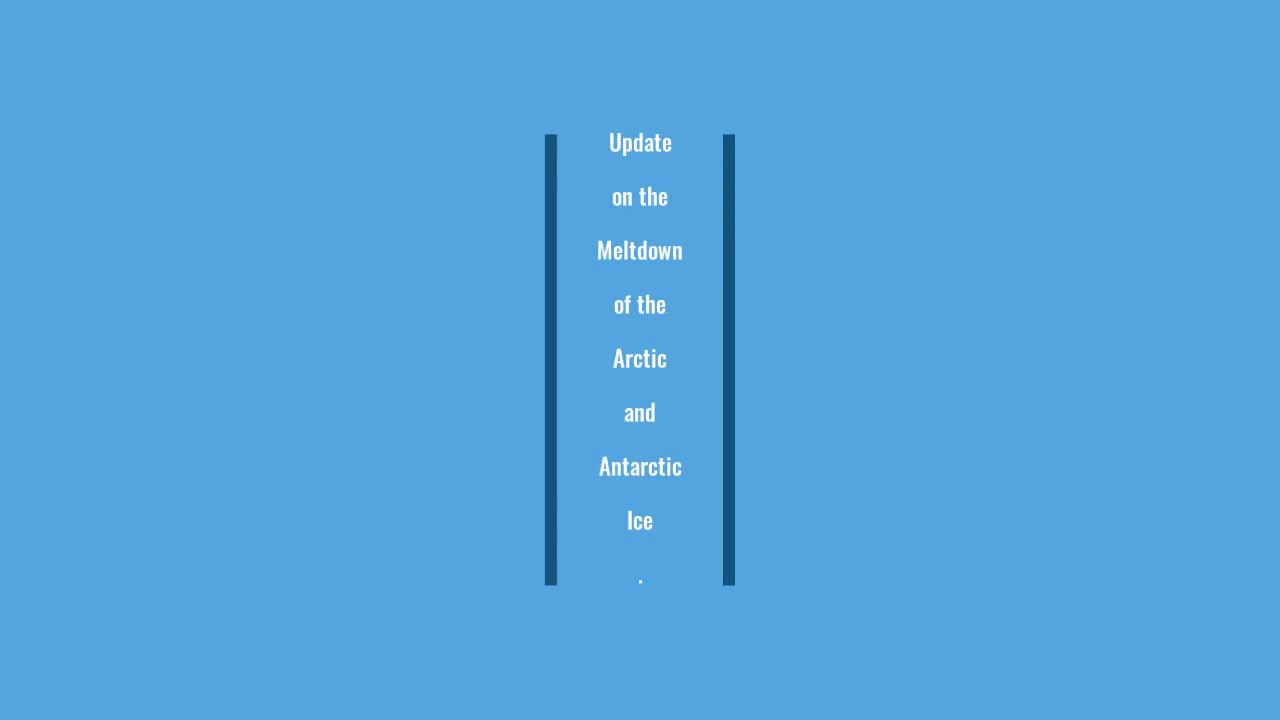 Update
on the
Meltdown
of the
Arctic
and
Antarctic
Ice
.